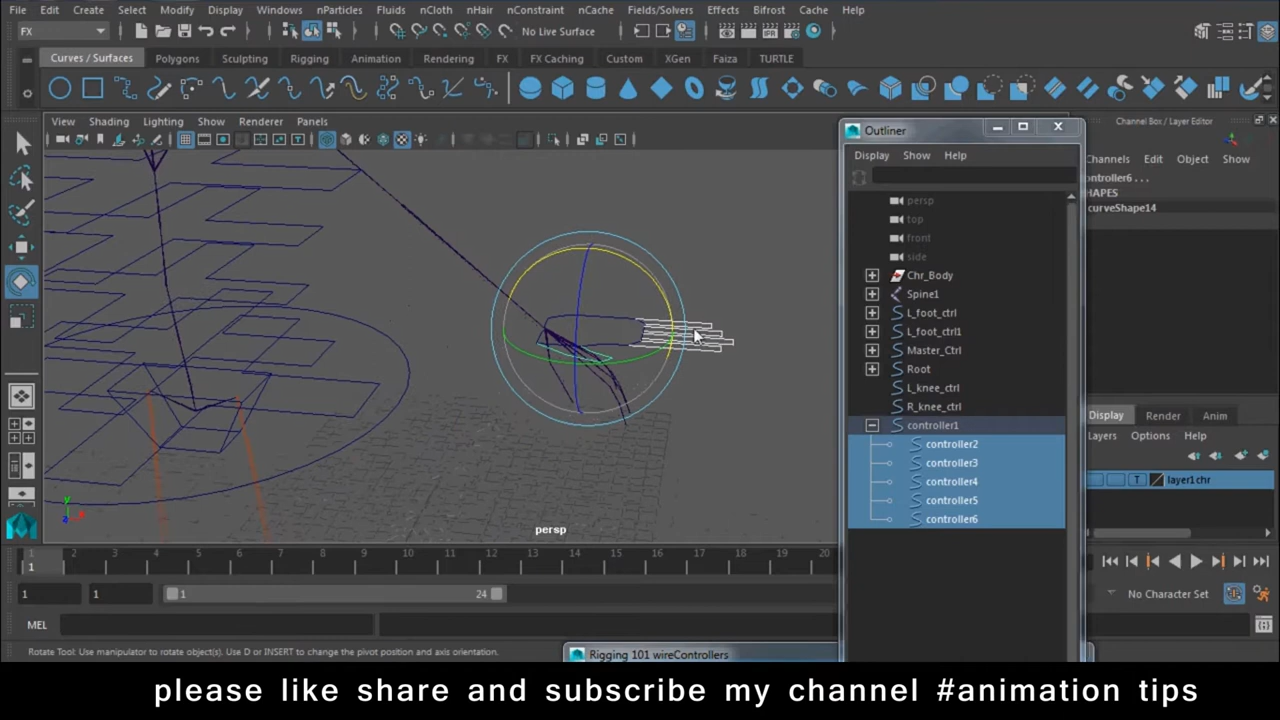 File Edit Create Select Modify Display Windows nParticles Fluids nCloth nHair nConstraint nCache Fields/Solvers Effects Bifrost Cache Help
FX No Live Surface
Curves / Surfaces Polygons Sculpting Rigging Animation Rendering FX FX Caching Custom XGen Faiza TURTLE
View Shading Lighting Show Renderer Panels
Outliner
Display Show Help
persp
top
front
side
Chr_Body
Spine1
L_foot_ctrl
L_foot_ctrl1
Master_Ctrl
Root
L_knee_ctrl
R_knee_ctrl
controller1
controller2
controller3
controller4
controller5
controller6
Channel Box / Layer Editor
hannels Edit Object Show
ontroller6 . . .
HAPES
curveShape14
Display Render Anim
ayers Options Help
T layer1chr
y
z
persp
1 2 3 4 5 6 7 8 9 10 11 12 13 14 15 16 17 18 19 20
1
1 1 1 24 No Character Set
MEL
Rotate Tool: Use manipulator to rotate object(s). Use D or INSERT to change the pivot position and axis orientation.
Rigging 101 wireControllers
please like share and subscribe my channel #animation tips